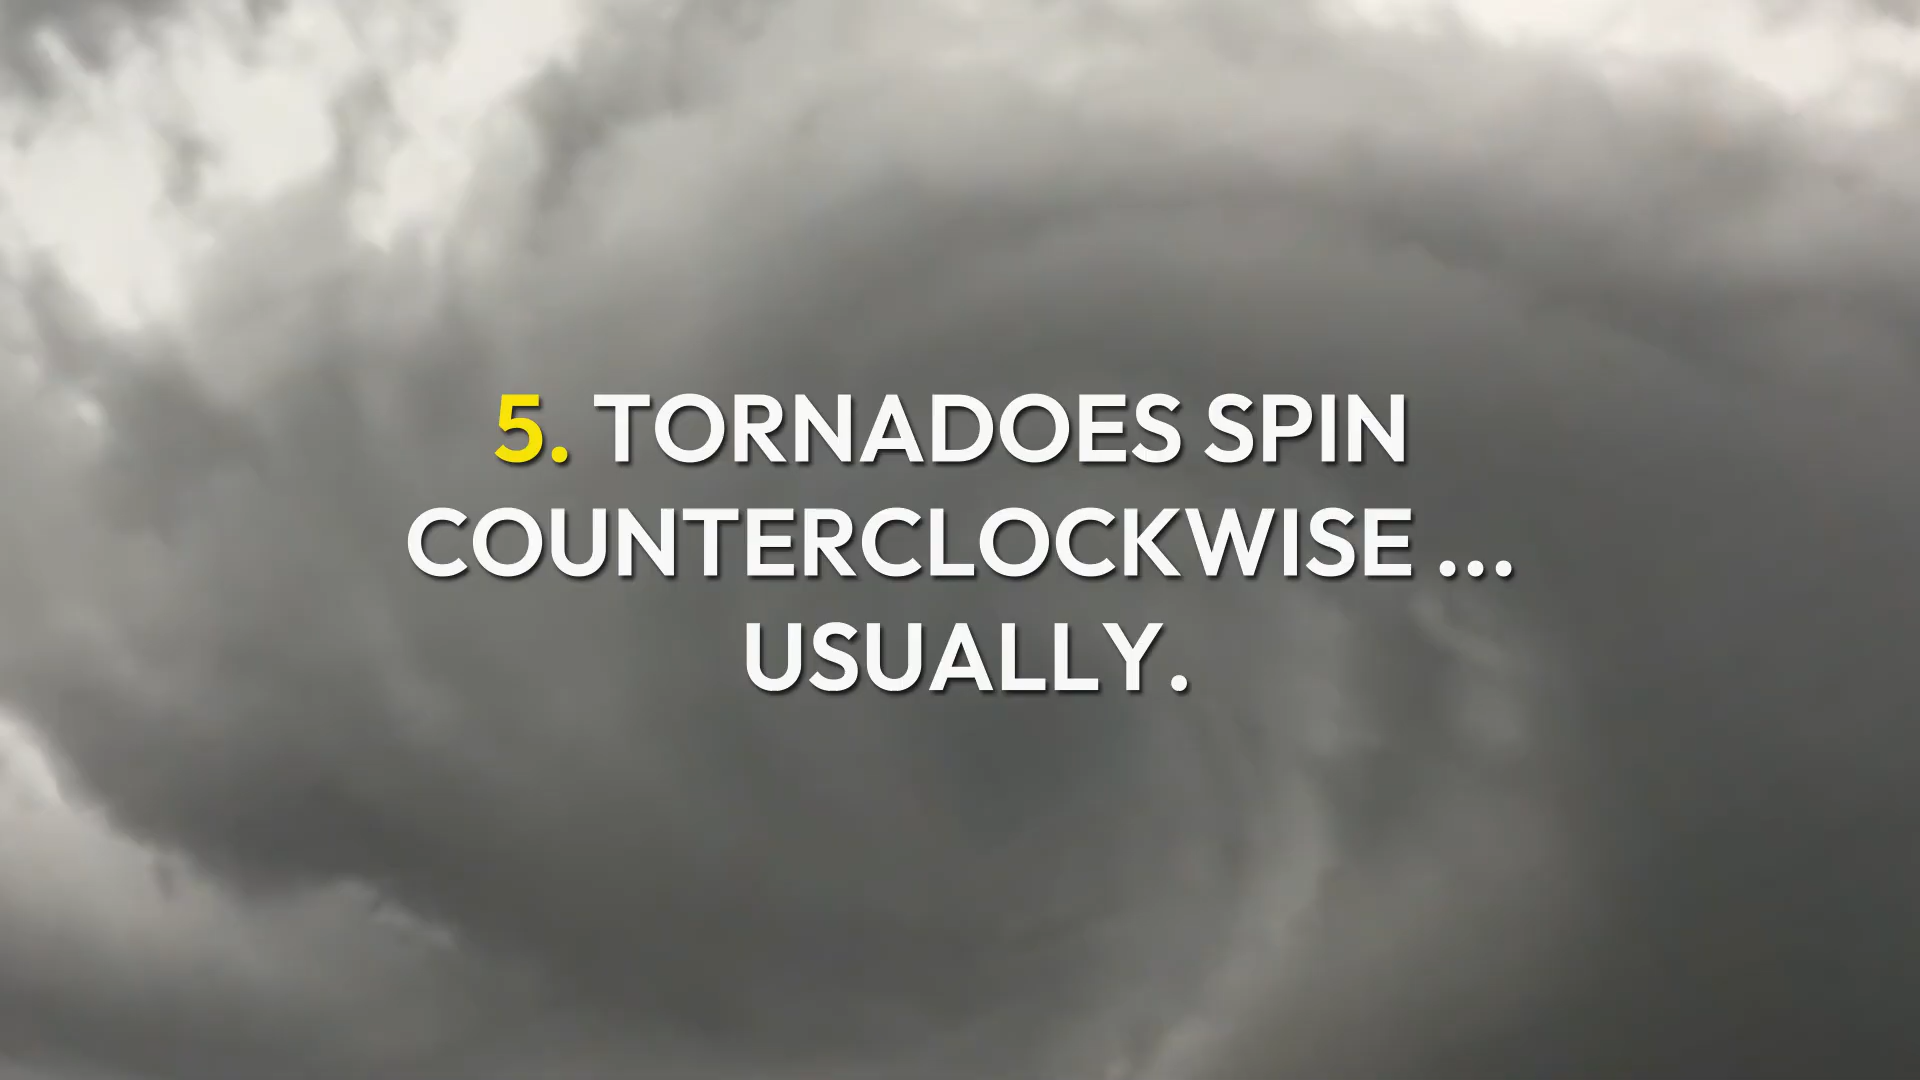 5. TORNADOES SPIN
COUNTERCLOCKWISE ...
USUALLY.